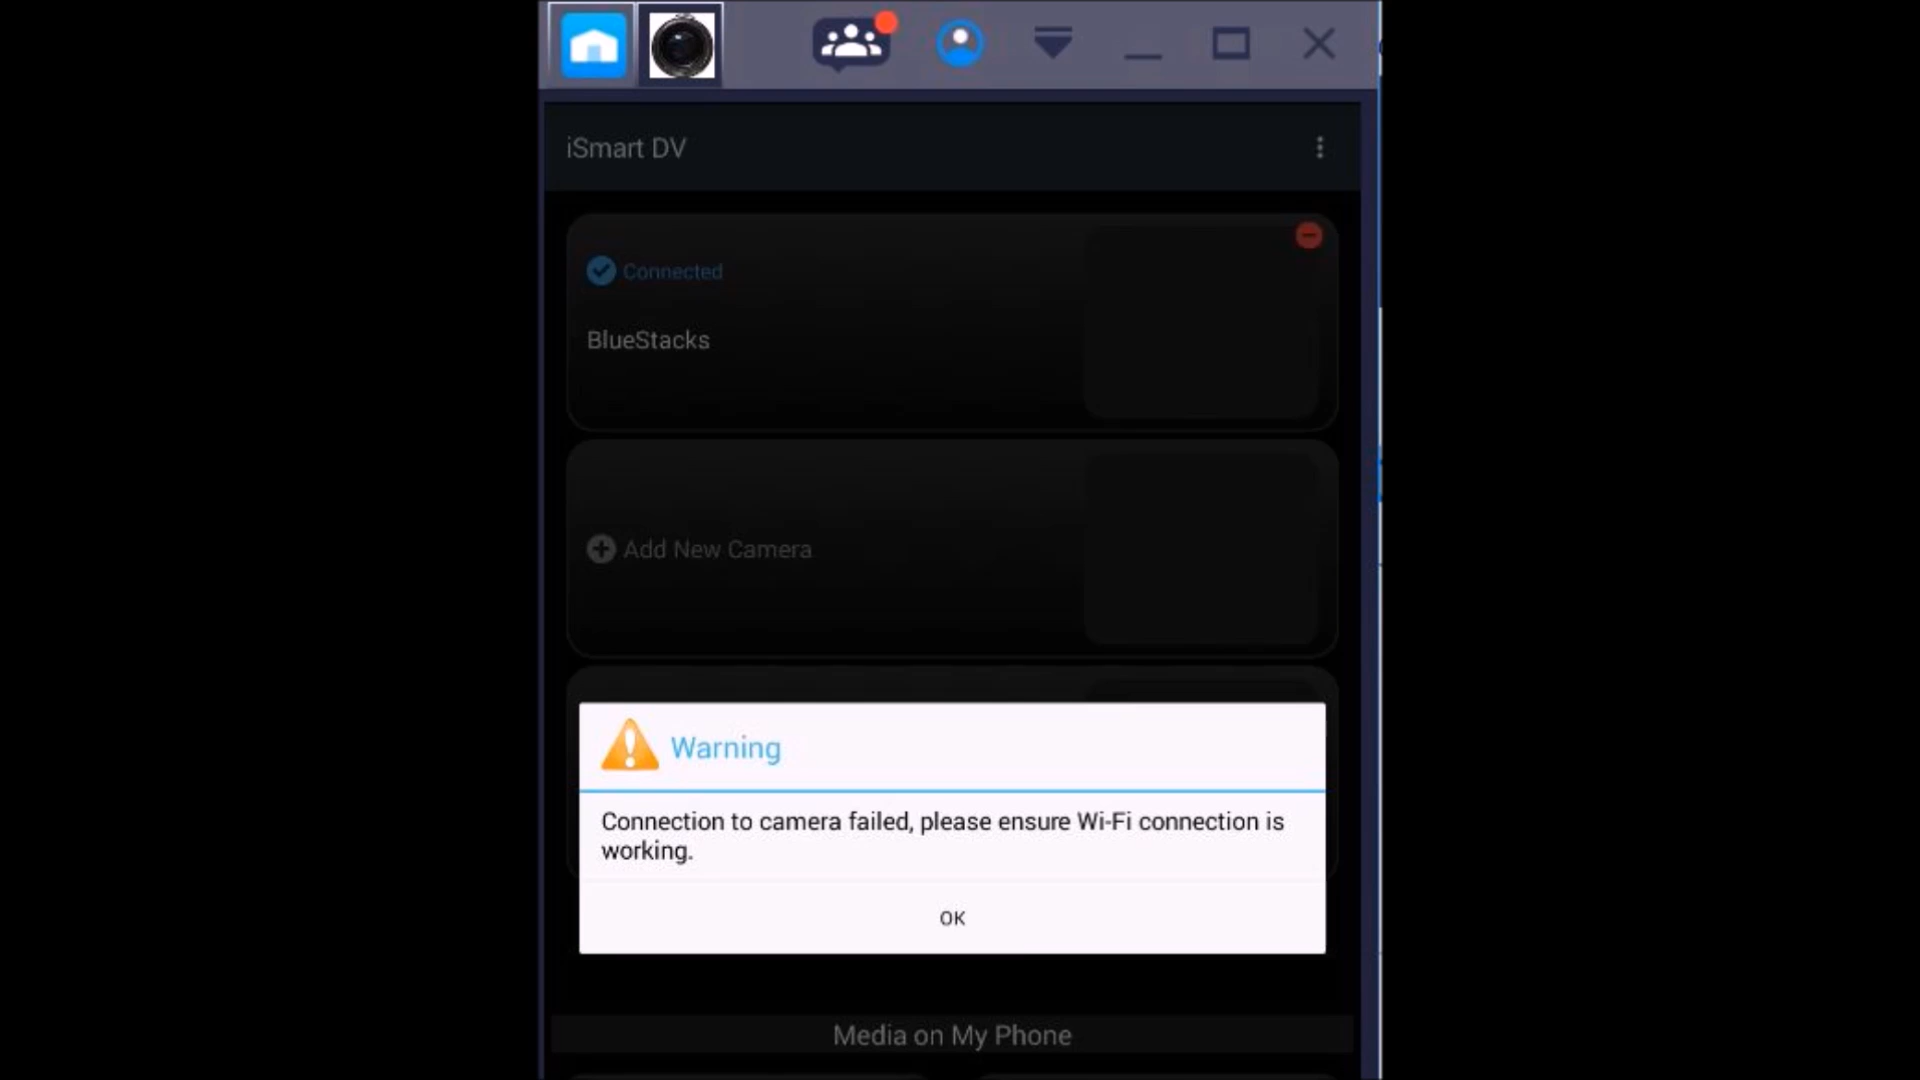 iSmart DV
Connected
BlueStacks
Add New Camera
Warning
Connection to camera failed, please ensure Wi-Fi connection is
working.
OK
Media on My Phone